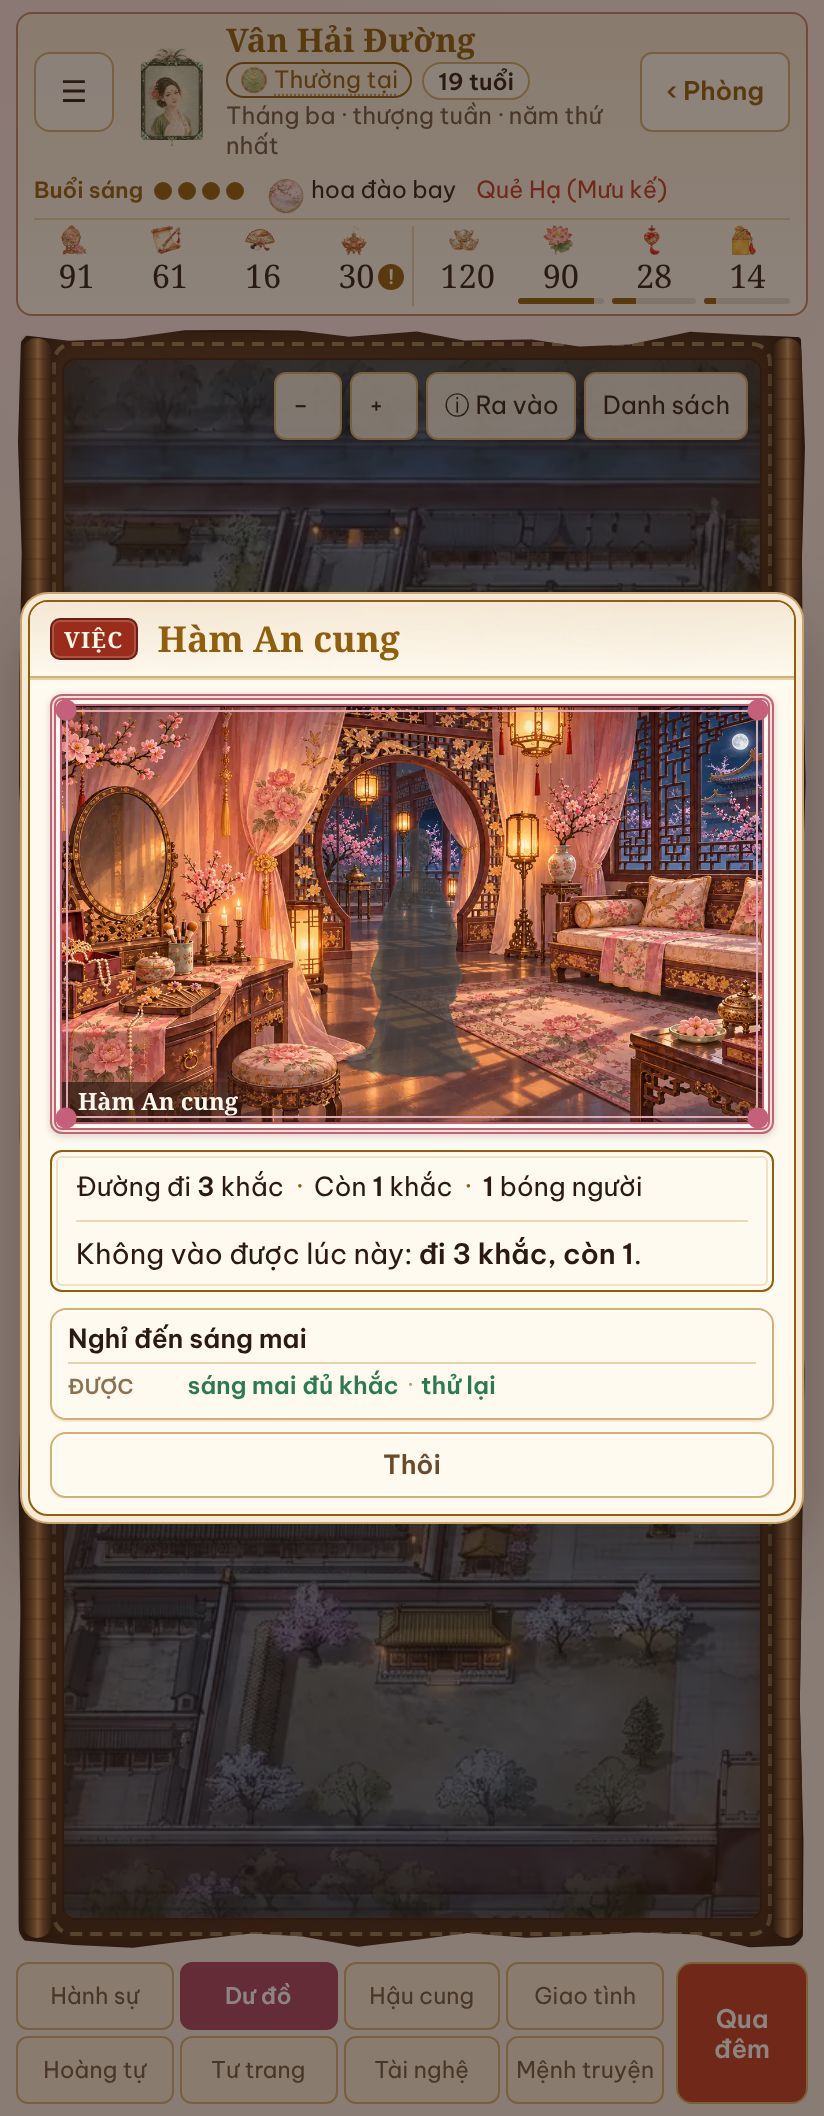 Vân Hải Đường
☰
Thường tại
19 tuổi
‹ Phòng
Tháng ba · thượng tuần · năm thứ
nhất
Buổi sáng
hoa đào bay
Quẻ Hạ (Mưu kế)
91 61 16 30 ! 120 90 28 14
− + ⓘ Ra vào Danh sách
VIỆC Hàm An cung
Hàm An cung
Đường đi 3 khắc · Còn 1 khắc · 1 bóng người
Không vào được lúc này: đi 3 khắc, còn 1.
Nghỉ đến sáng mai
ĐƯỢC sáng mai đủ khắc · thử lại
Thôi
Hành sự Dư đồ Hậu cung Giao tình
Qua
đêm
Hoàng tự Tư trang Tài nghệ Mệnh truyện